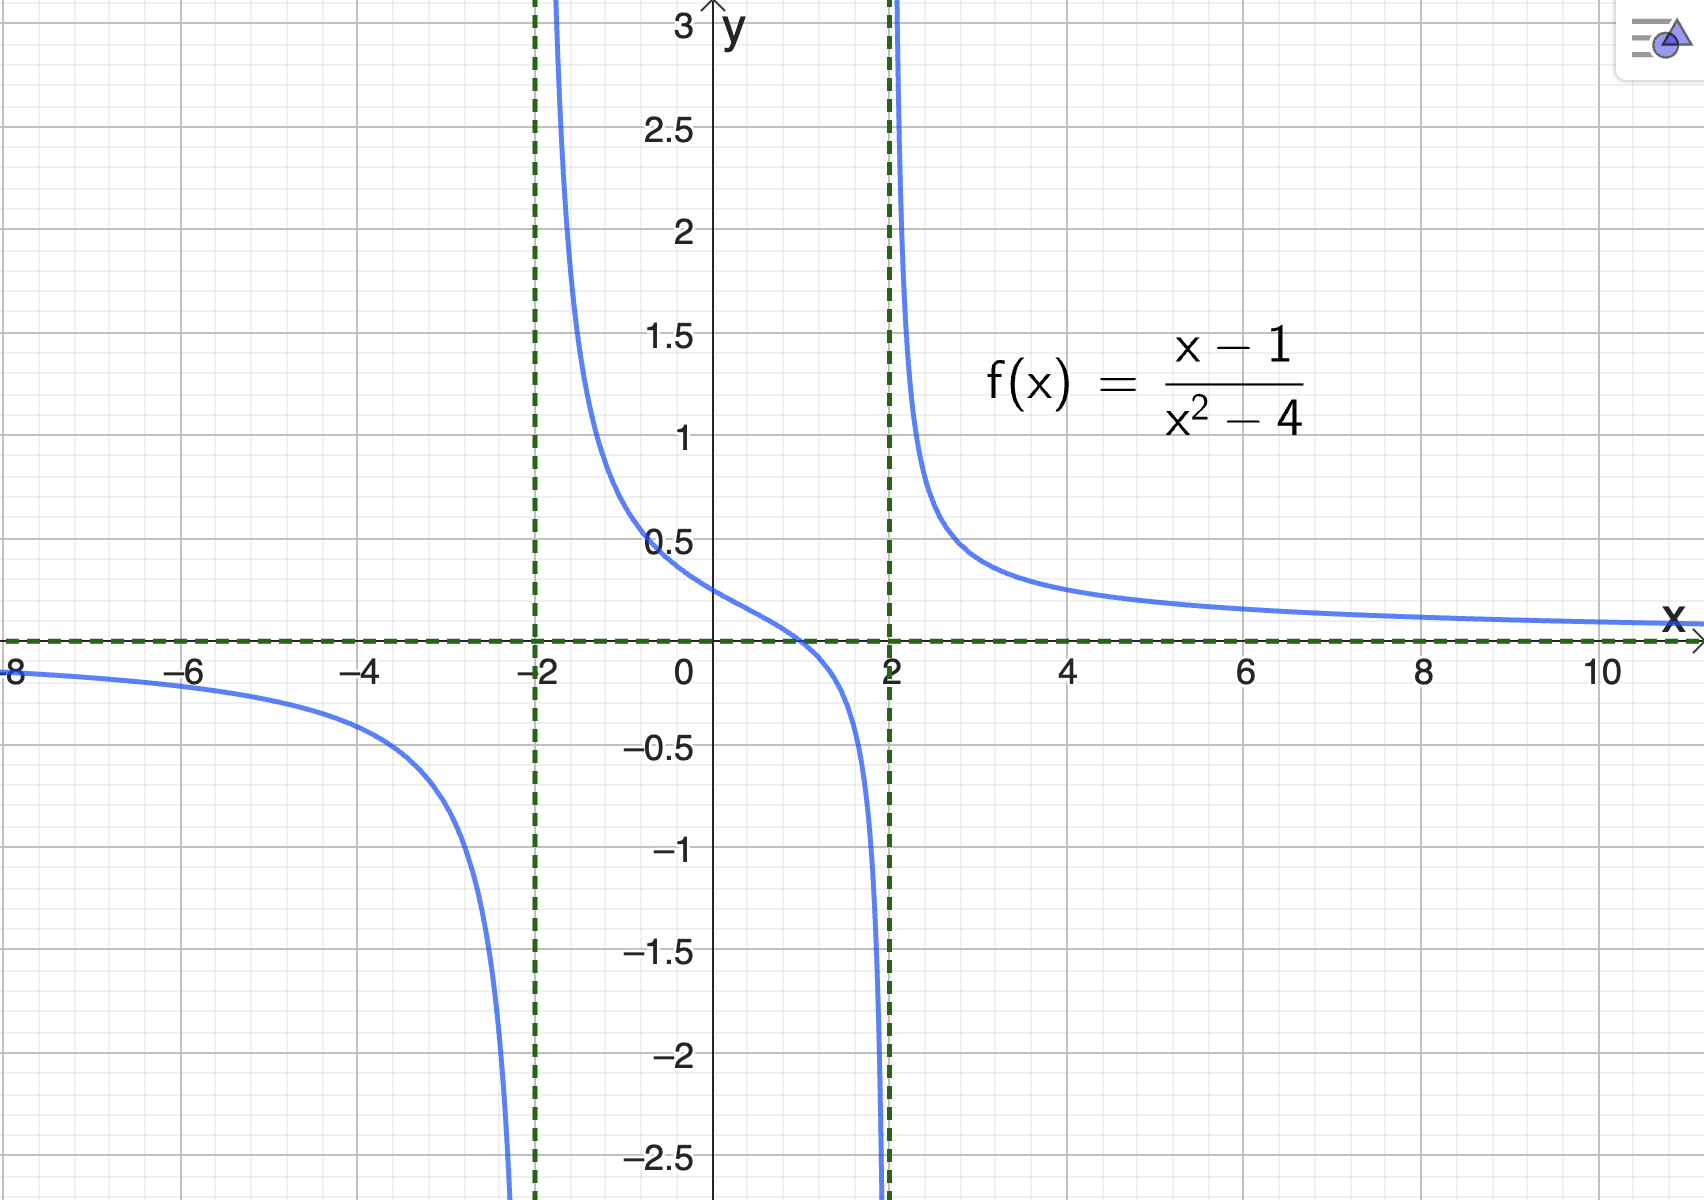 3
y
2.5
2
1.5
f(x) = (x – 1)/(x² – 4)
1
0.5
x
–8 –6 –4 –2 0 2 4 6 8 10
–0.5
–1
–1.5
–2
–2.5